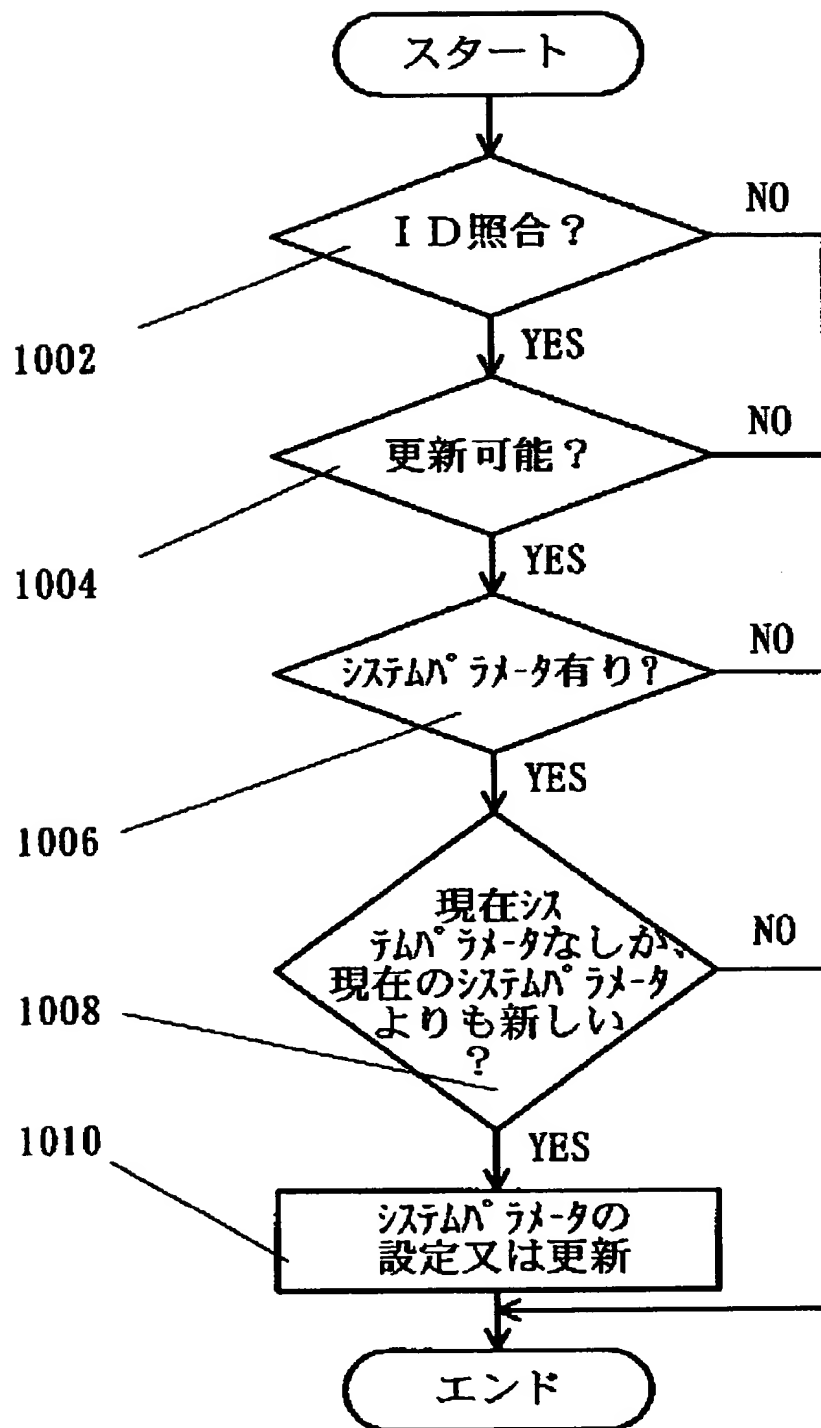 スタート
ＩＤ照合？
NO
1002
YES
更新可能？
NO
1004
YES
ｼｽﾃﾑﾊﾟﾗﾒｰﾀ有り？
NO
1006
YES
現在ｼｽ
ﾃﾑﾊﾟﾗﾒｰﾀなしか、
現在のｼｽﾃﾑﾊﾟﾗﾒｰﾀ
よりも新しい
？
NO
1008
1010
YES
ｼｽﾃﾑﾊﾟﾗﾒｰﾀの
設定又は更新
エンド